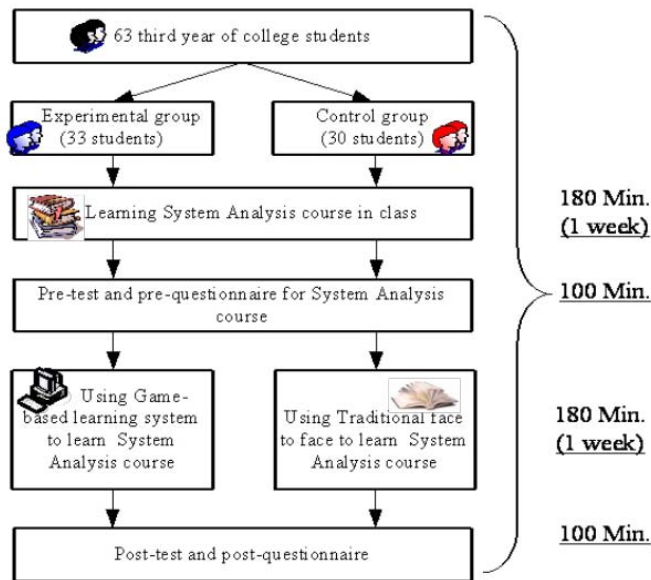 63 third year of college students
Experimental group
(33 students)
Control group
(30 students)
Learning System Analysis course in class
180 Min.
(1 week)
Pre-test and pre-questionnaire for System Analysis
course
100 Min.
Using Game-
based learning system
to learn System
Analysis course
Using Traditional face
to face to learn System
Analysis course
180 Min.
(1 week)
Post-test and post-questionnaire
100 Min.